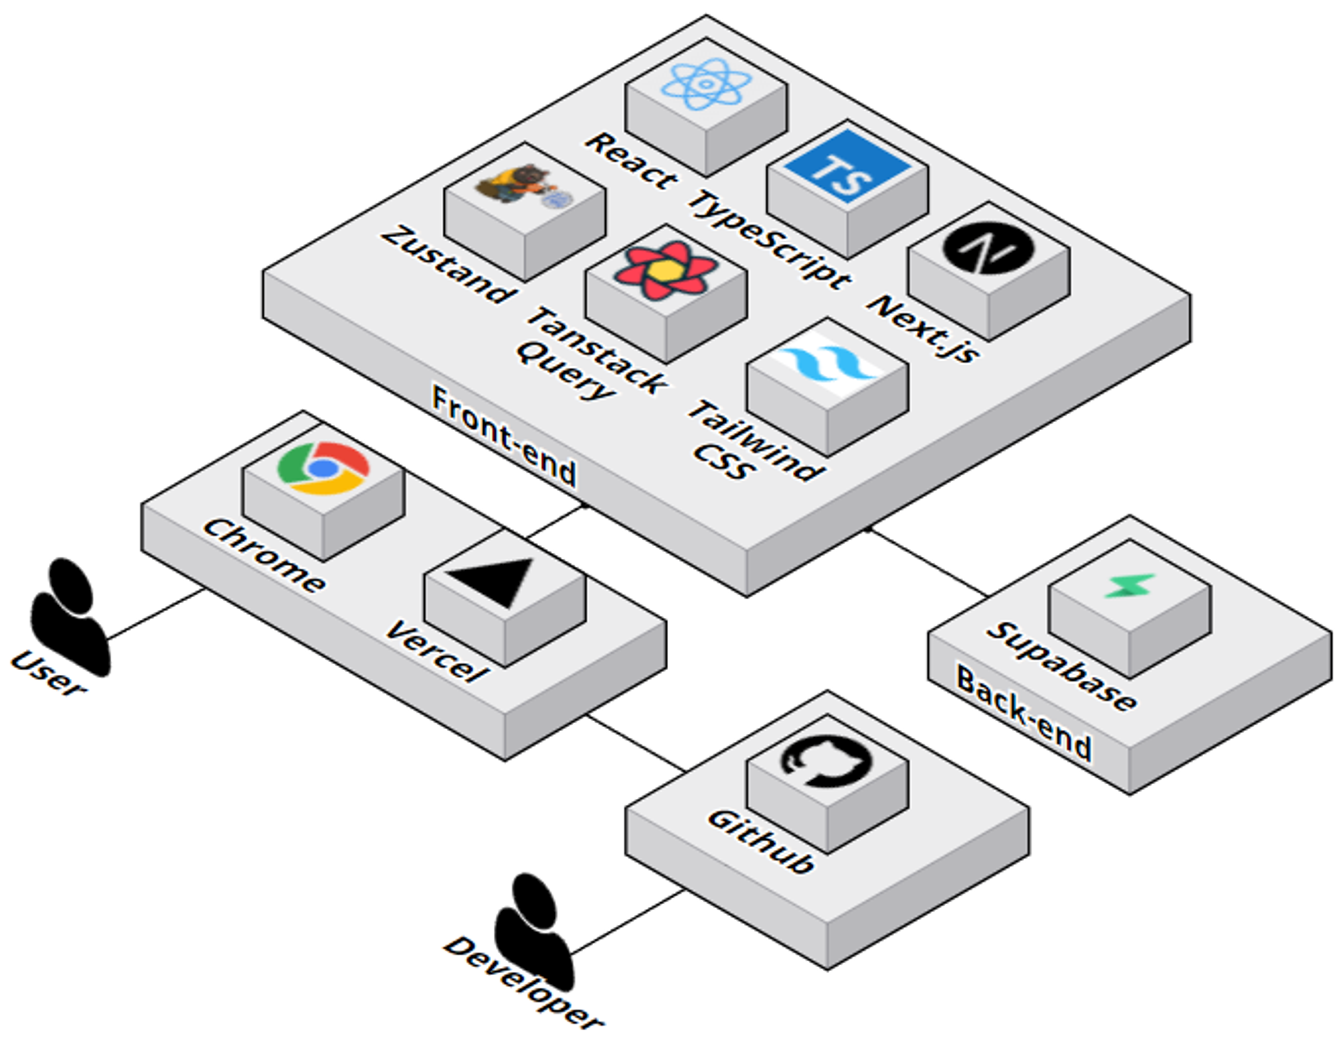 React
TS
TypeScript
N
Next.js
Zustand
Tanstack
Query
Tailwind
CSS
Front-end
Chrome
Vercel
User
Supabase
Back-end
Github
Developer